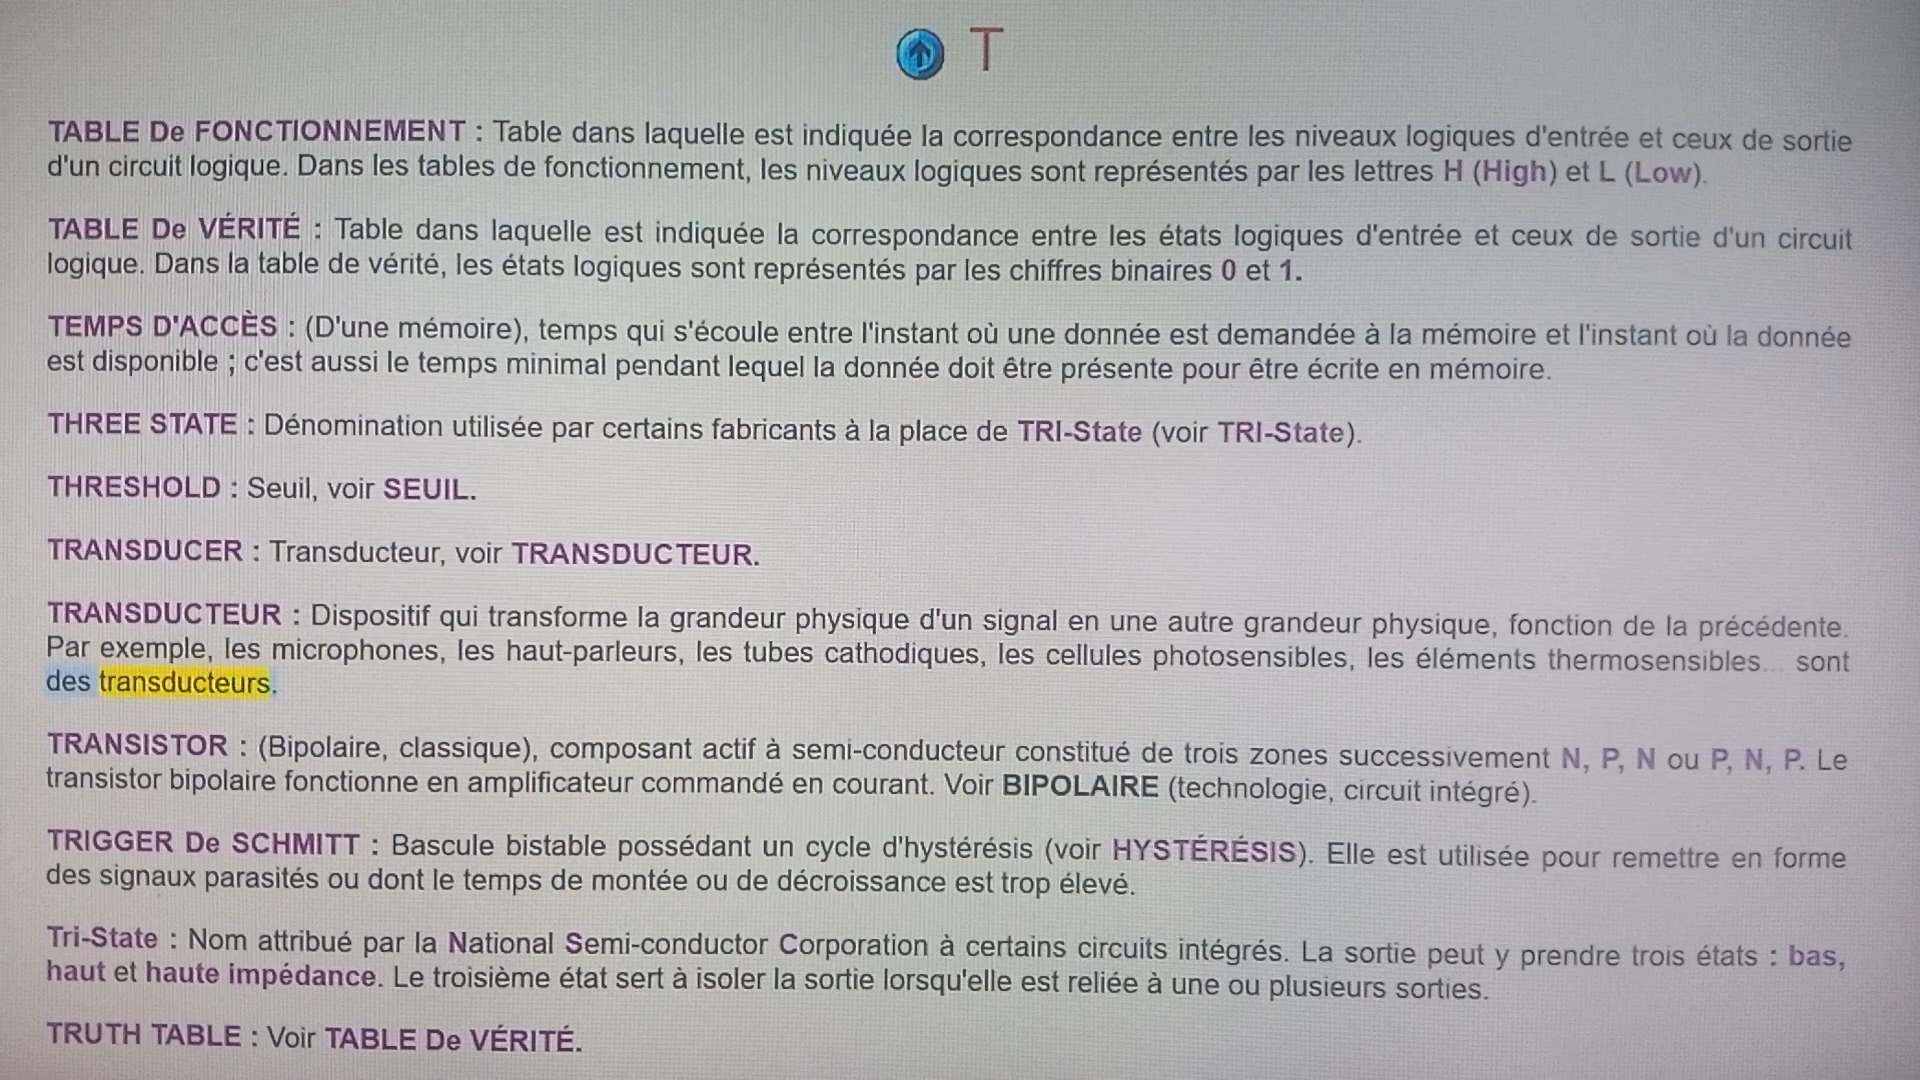 T
TABLE De FONCTIONNEMENT : Table dans laquelle est indiquée la correspondance entre les niveaux logiques d'entrée et ceux de sortie
d'un circuit logique. Dans les tables de fonctionnement, les niveaux logiques sont représentés par les lettres H (High) et L (Low).
TABLE De VÉRITÉ : Table dans laquelle est indiquée la correspondance entre les états logiques d'entrée et ceux de sortie d'un circuit
logique. Dans la table de vérité, les états logiques sont représentés par les chiffres binaires 0 et 1.
TEMPS D'ACCÈS : (D'une mémoire), temps qui s'écoule entre l'instant où une donnée est demandée à la mémoire et l'instant où la donnée
est disponible ; c'est aussi le temps minimal pendant lequel la donnée doit être présente pour être écrite en mémoire.
THREE STATE : Dénomination utilisée par certains fabricants à la place de TRI-State (voir TRI-State).
THRESHOLD : Seuil, voir SEUIL.
TRANSDUCER : Transducteur, voir TRANSDUCTEUR.
TRANSDUCTEUR : Dispositif qui transforme la grandeur physique d'un signal en une autre grandeur physique, fonction de la précédente.
Par exemple, les microphones, les haut-parleurs, les tubes cathodiques, les cellules photosensibles, les éléments thermosensibles... sont
des transducteurs.
TRANSISTOR : (Bipolaire, classique), composant actif à semi-conducteur constitué de trois zones successivement N, P, N ou P, N, P. Le
transistor bipolaire fonctionne en amplificateur commandé en courant. Voir BIPOLAIRE (technologie, circuit intégré).
TRIGGER De SCHMITT : Bascule bistable possédant un cycle d'hystérésis (voir HYSTÉRÉSIS). Elle est utilisée pour remettre en forme
des signaux parasités ou dont le temps de montée ou de décroissance est trop élevé.
Tri-State : Nom attribué par la National Semi-conductor Corporation à certains circuits intégrés. La sortie peut y prendre trois états : bas,
haut et haute impédance. Le troisième état sert à isoler la sortie lorsqu'elle est reliée à une ou plusieurs sorties.
TRUTH TABLE : Voir TABLE De VÉRITÉ.